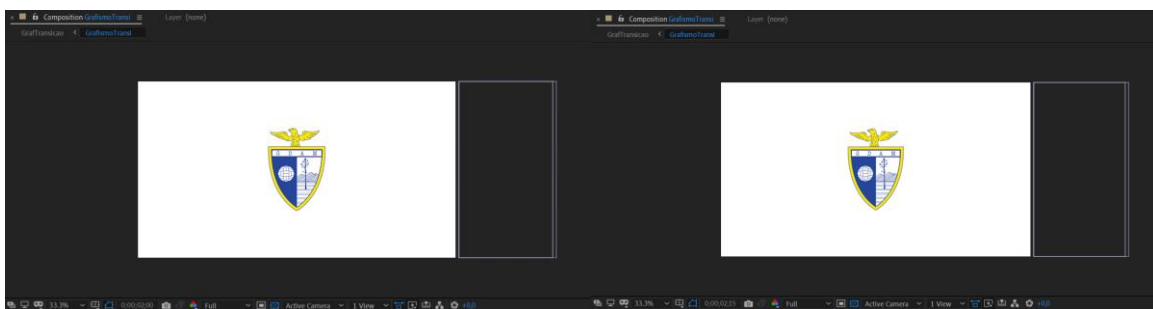 Composition GrafismoTransi Layer (none)
GrafTransicao GrafismoTransi
G D A M
33.3% 0;00;02;00 Full Active Camera 1 View +0,0
Composition GrafismoTransi Layer (none)
GrafTransicao GrafismoTransi
G D A M
33.3% 0;00;02;15 Full Active Camera 1 View +0,0